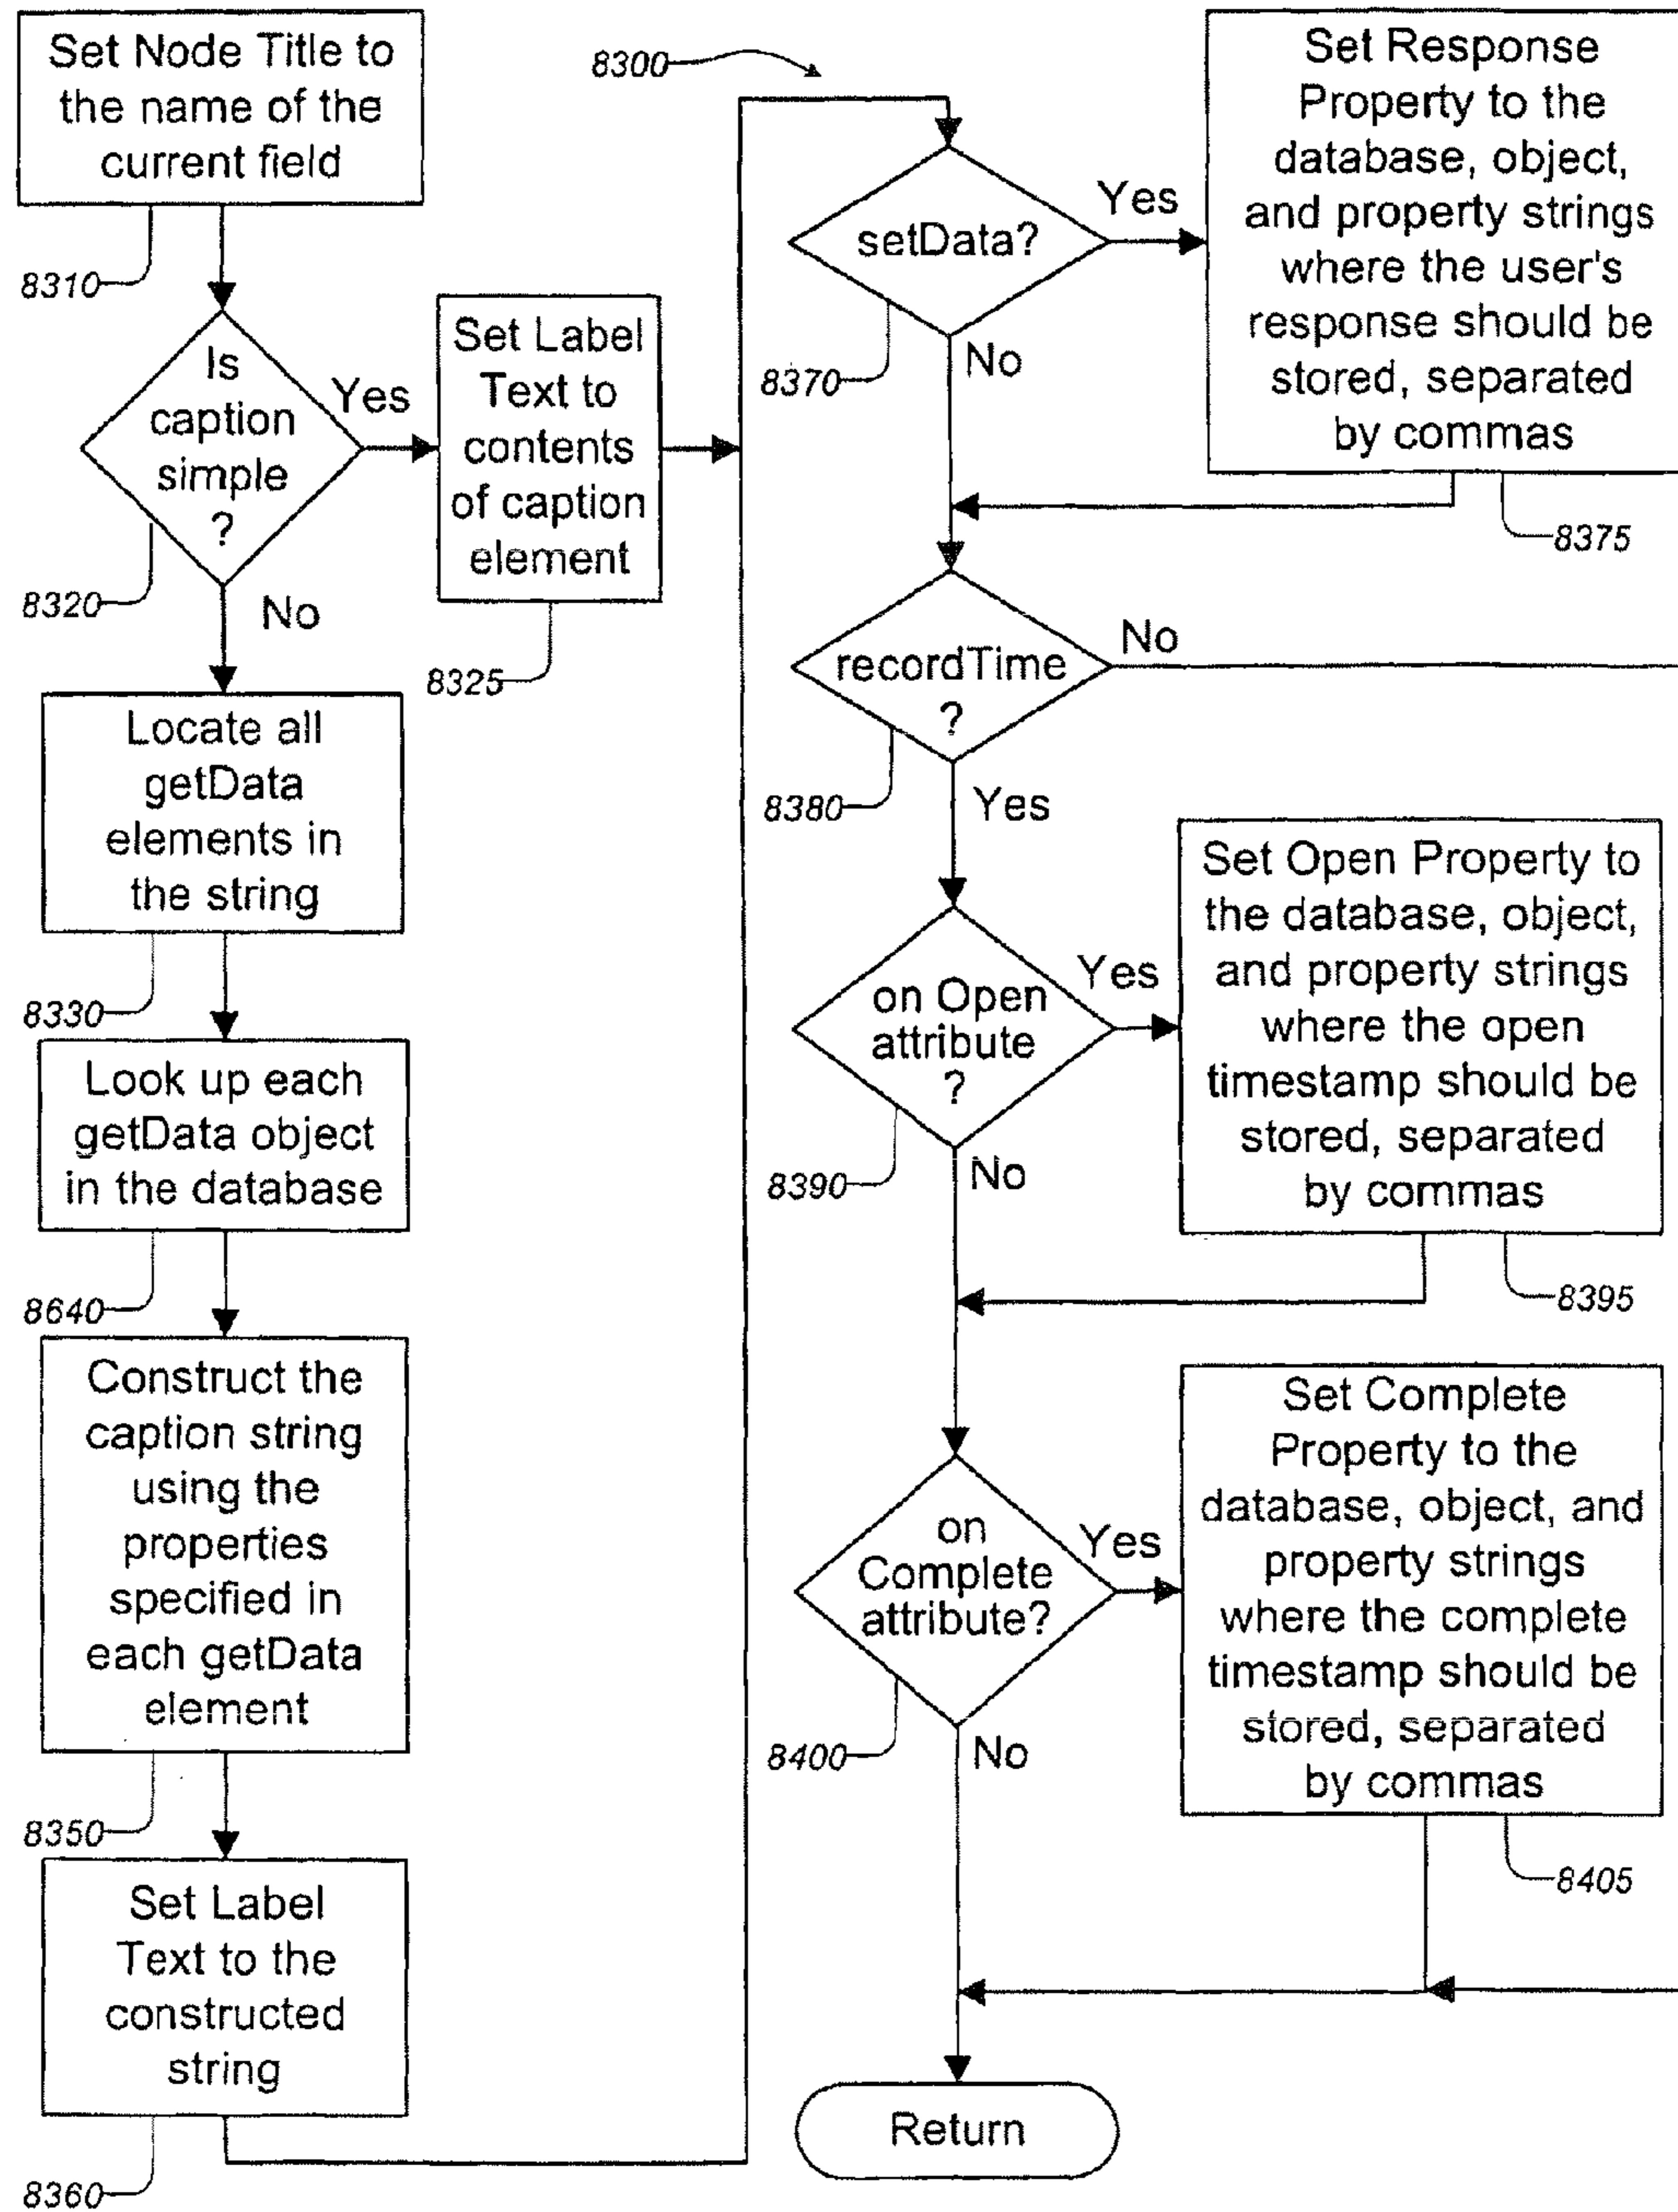 Set Node Title to
the name of the
current field
8310
Is
caption
simple
?
8320
Yes
No
Set Label
Text to
contents
of caption
element
8325
Locate all
getData
elements in
the string
8330
Look up each
getData object
in the database
8640
Construct the
caption string
using the
properties
specified in
each getData
element
8350
Set Label
Text to the
constructed
string
8360
8300
setData?
8370
Yes
No
Set Response
Property to the
database, object,
and property strings
where the user's
response should be
stored, separated
by commas
8375
recordTime
?
8380
No
Yes
on Open
attribute
?
8390
Yes
No
Set Open Property to
the database, object,
and property strings
where the open
timestamp should be
stored, separated
by commas
8395
on
Complete
attribute?
8400
Yes
No
Set Complete
Property to the
database, object, and
property strings
where the complete
timestamp should be
stored, separated
by commas
8405
Return